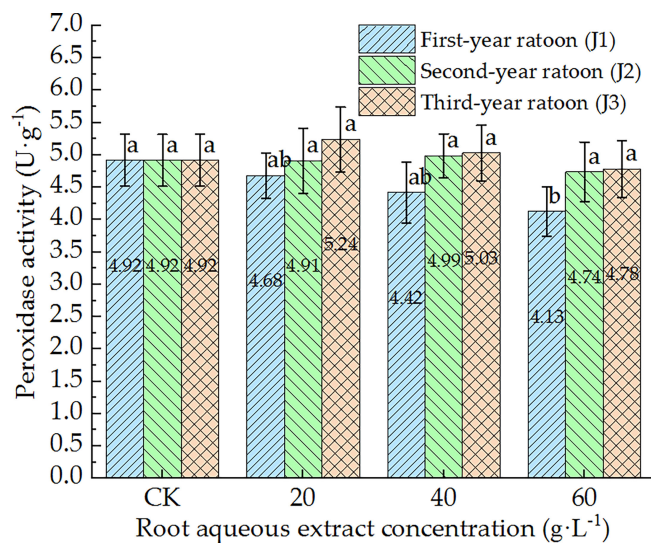 First-year ratoon (J1)
Second-year ratoon (J2)
Third-year ratoon (J3)
Peroxidase activity (U·g⁻¹)
7.0
6.5
6.0
5.5
5.0
4.5
4.0
3.5
3.0
2.5
2.0
1.5
1.0
0.5
0.0
a a a ab a a ab a a b a a
4.92 4.92 4.92 4.68 4.91 5.24 4.42 4.99 5.03 4.13 4.74 4.78
CK 20 40 60
Root aqueous extract concentration (g·L⁻¹)